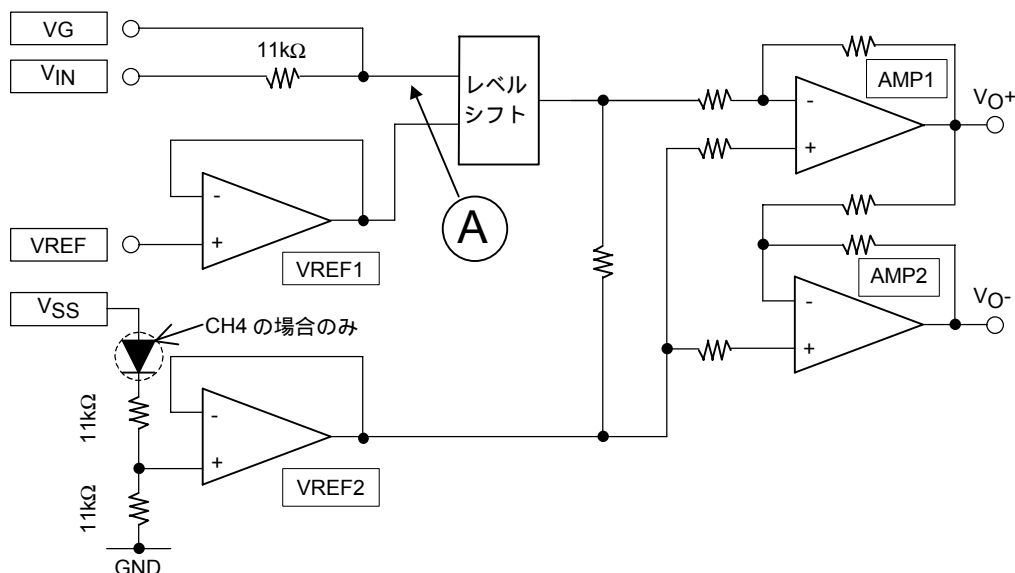 VG
VIN
11kΩ
レベル
シフト
AMP1
VO+
A
VREF
VREF1
VSS
CH4 の場合のみ
AMP2
VO-
11kΩ
VREF2
11kΩ
GND
-
+
-
+
-
+
-
+